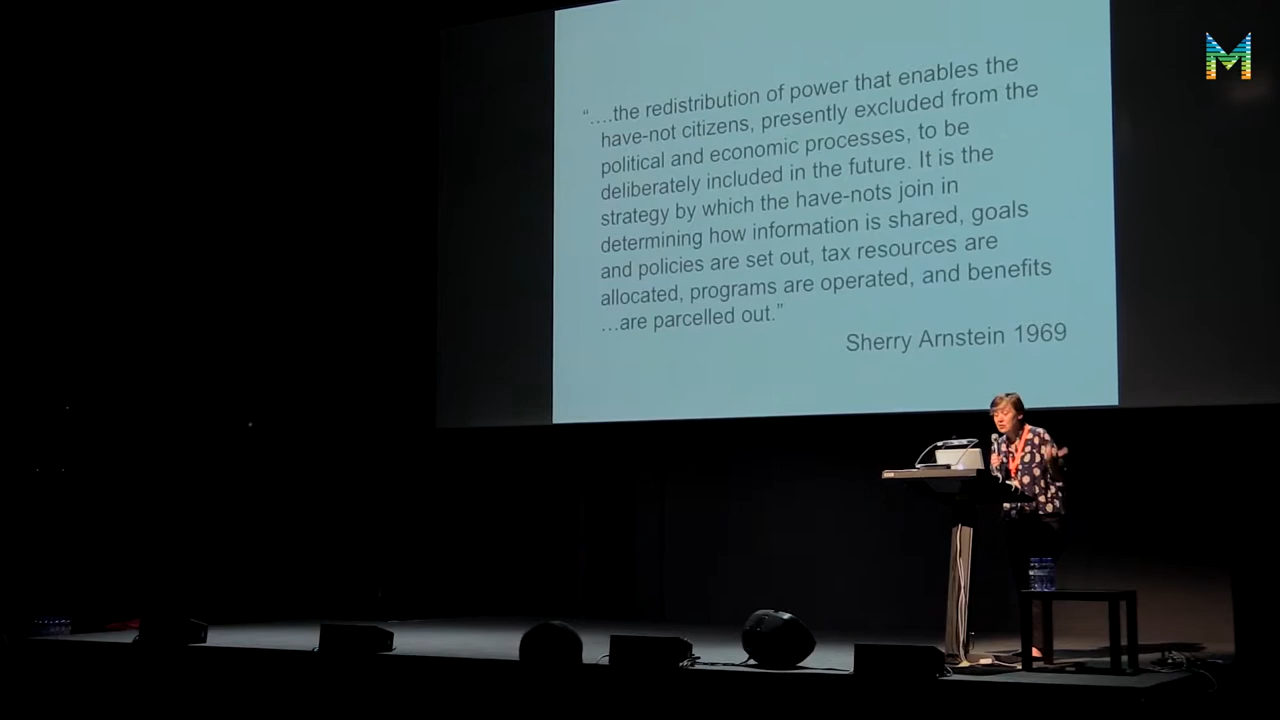 “....the redistribution of power that enables the
have-not citizens, presently excluded from the
political and economic processes, to be
deliberately included in the future. It is the
strategy by which the have-nots join in
determining how information is shared, goals
and policies are set out, tax resources are
allocated, programs are operated, and benefits
...are parcelled out.”
Sherry Arnstein 1969
M